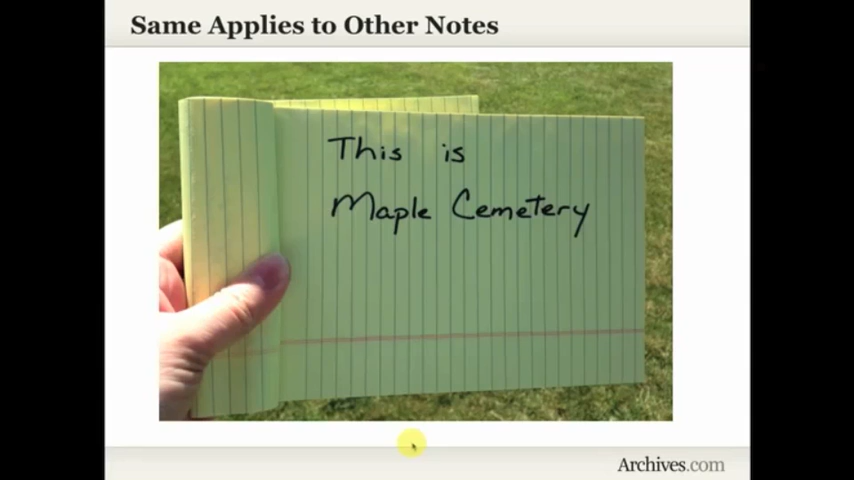 Same Applies to Other Notes
This is
Maple Cemetery
Archives.com